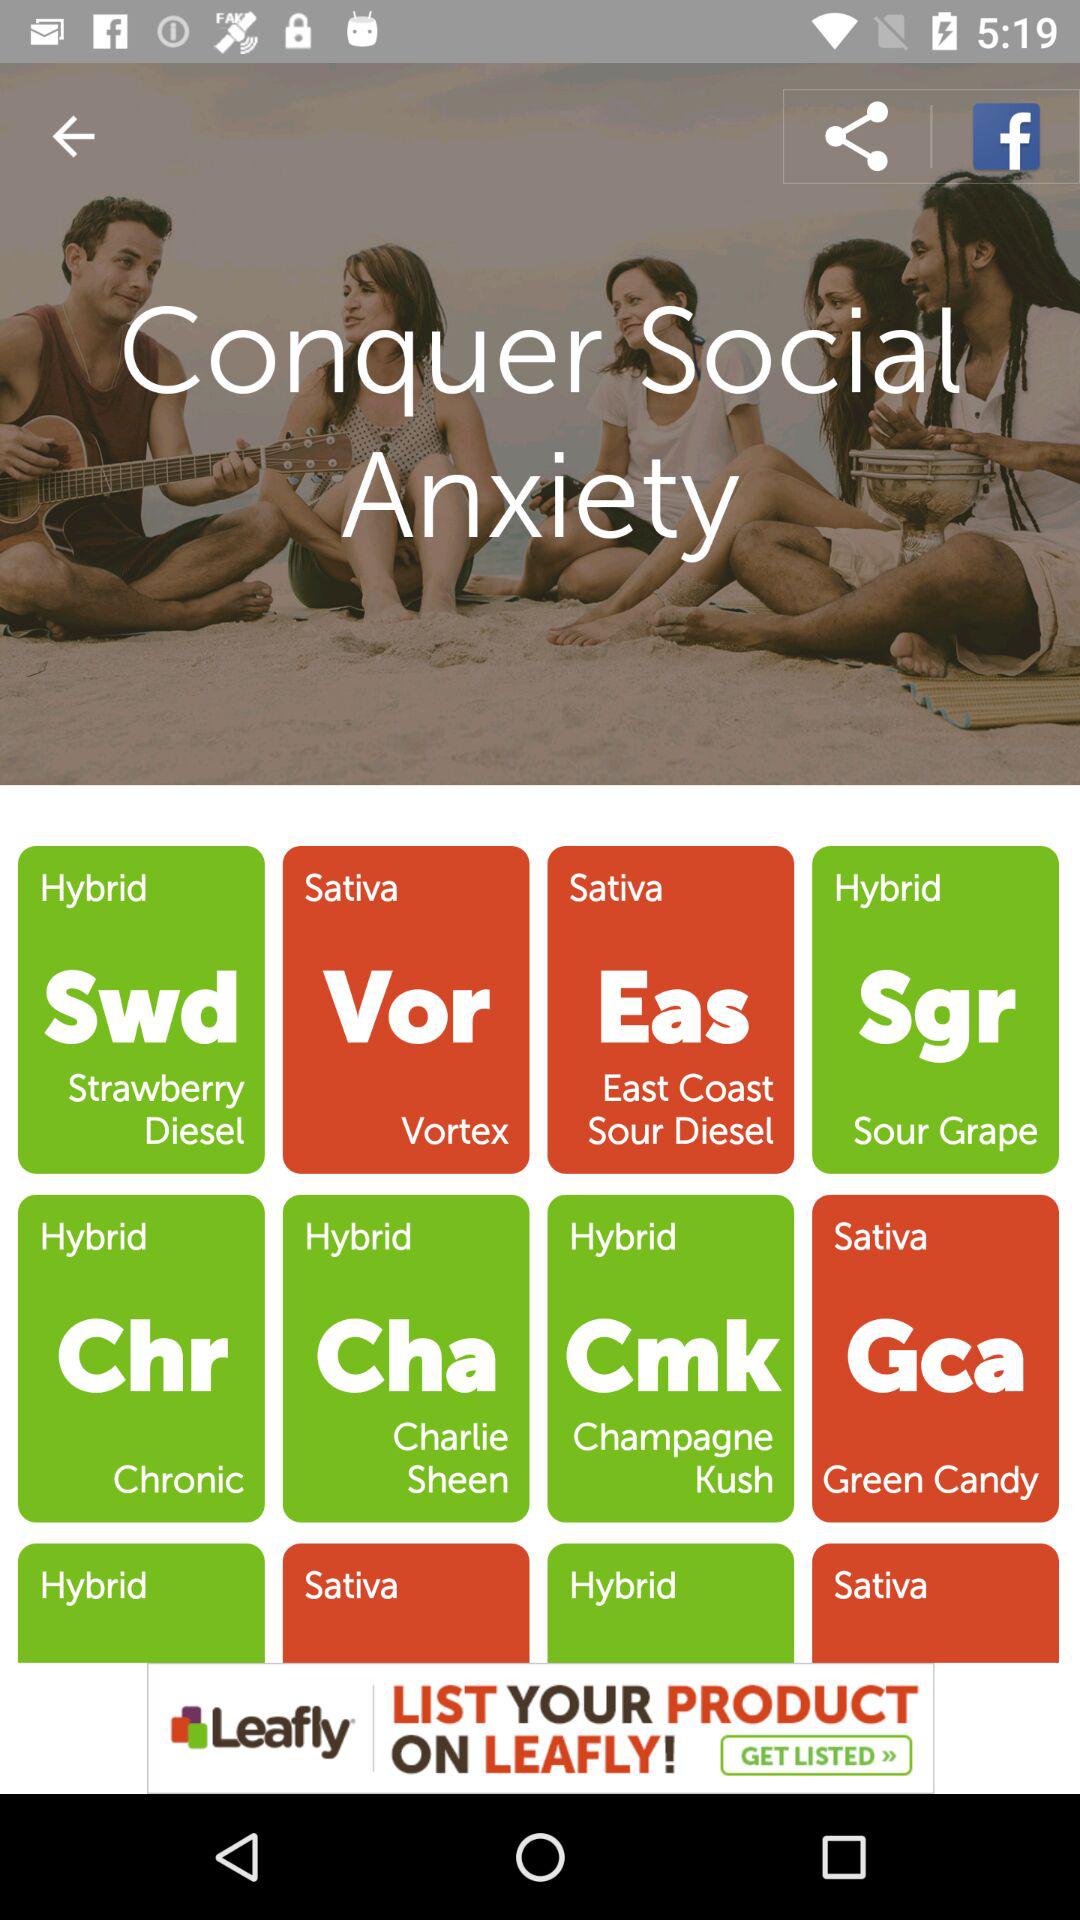 FAKE
5:19
f
Conquer Social
Anxiety
Hybrid Sativa Sativa Hybrid
Swd Vor Eas Sgr
Strawberry Diesel Vortex East Coast Sour Diesel Sour Grape
Hybrid Hybrid Hybrid Sativa
Chr Cha Cmk Gca
Chronic Charlie Sheen Champagne Kush Green Candy
Hybrid Sativa Hybrid Sativa
Leafly
LIST YOUR PRODUCT
ON LEAFLY!
GET LISTED »